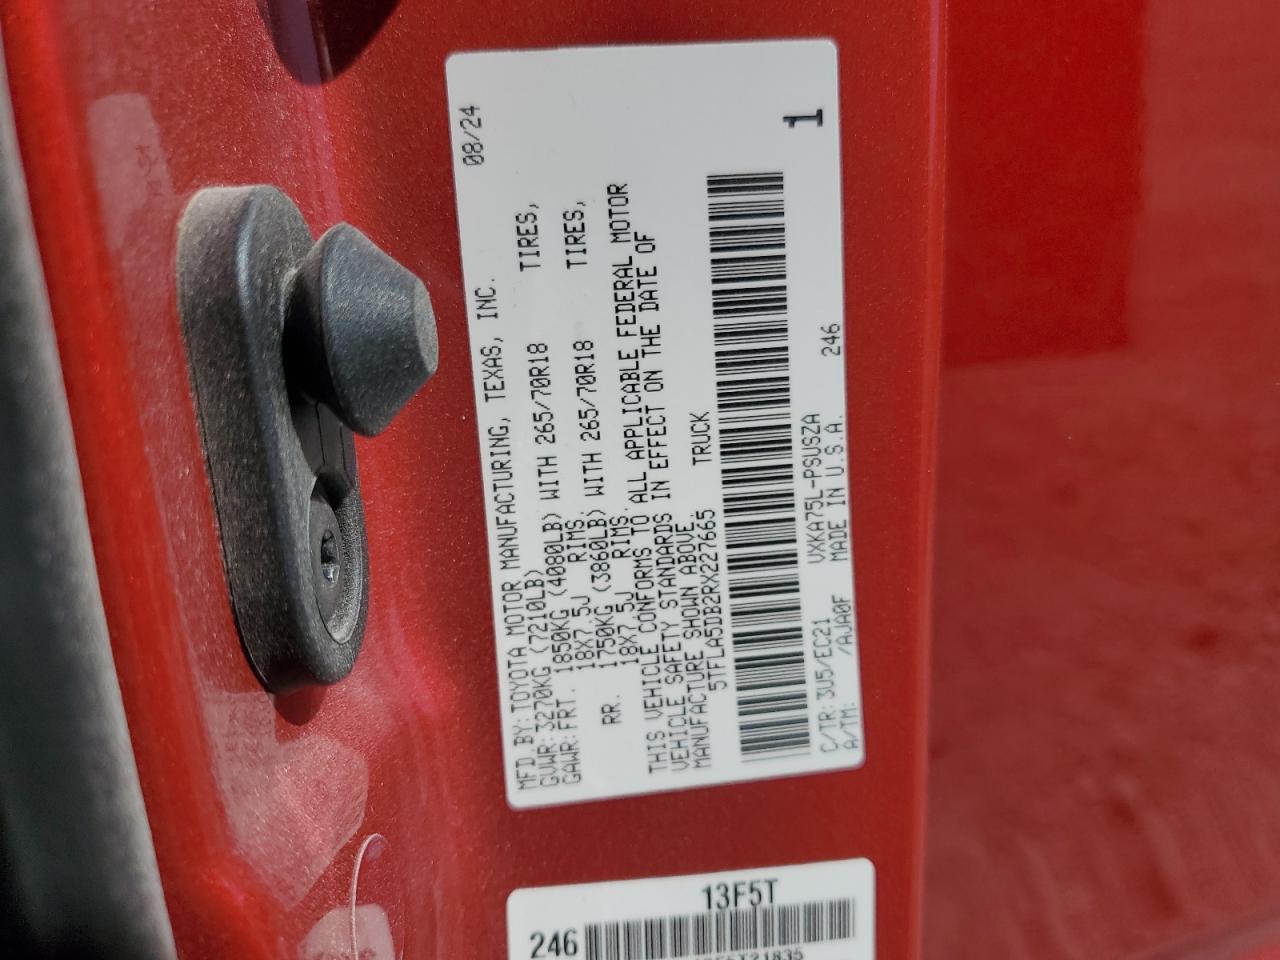 MFD.BY: TOYOTA MOTOR MANUFACTURING, TEXAS, INC. 08/24
GVWR: 3270KG (7210LB)
GAWR: FRT. 1850KG (4080LB) WITH 265/70R18 TIRES,
18X7.5J RIMS.
RR. 1750KG (3860LB) WITH 265/70R18 TIRES,
18X7.5J RIMS.
THIS VEHICLE CONFORMS TO ALL APPLICABLE FEDERAL MOTOR
VEHICLE SAFETY STANDARDS IN EFFECT ON THE DATE OF
MANUFACTURE SHOWN ABOVE.
5TFLA5DB2RX227665 TRUCK
1
C/TR: 3U5/EC21 VXKA75L-PSUSZA 246
A/TM: /AJA0F MADE IN U.S.A.
13F5T
246